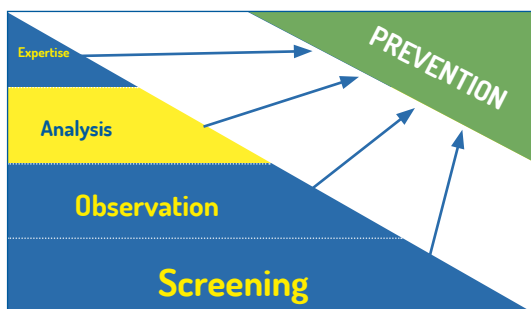 Expertise
PREVENTION
Analysis
Observation
Screening